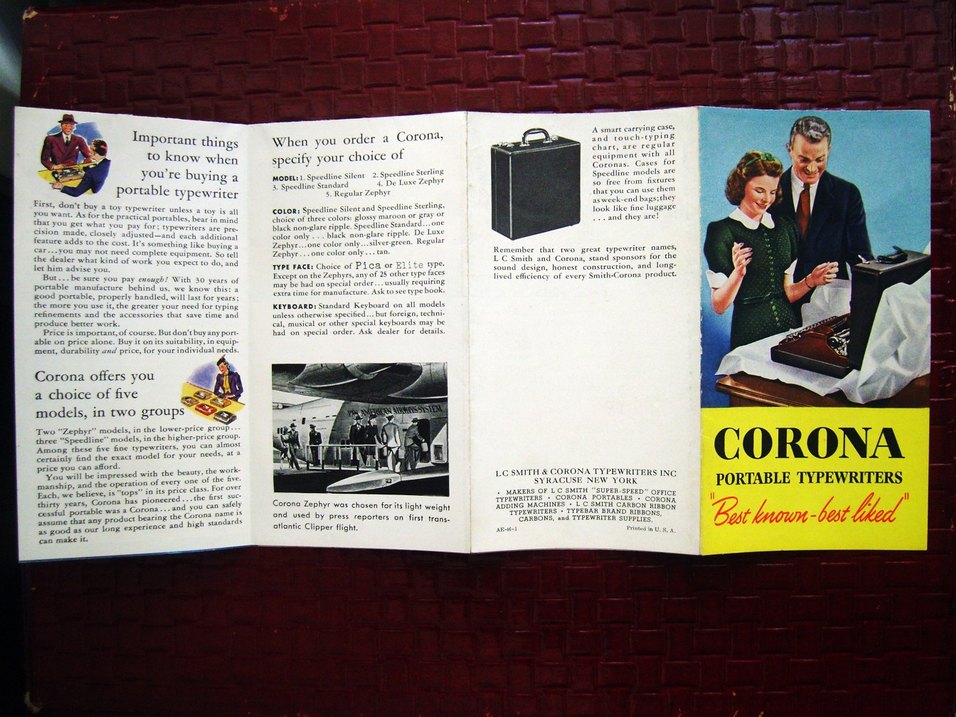 Important things
to know when
you're buying a
portable typewriter
First, don't buy a toy typewriter unless a toy is all
you want. As for the practical portables, bear in mind
that you get what you pay for; typewriters are pre-
cision made, closely adjusted—and each additional
feature adds to the cost. It's something like buying a
car...you may not need complete equipment. So tell
the dealer what kind of work you expect to do, and
let him advise you.
But...be sure you pay enough! With 30 years of
portable manufacture behind us, we know this: a
good portable, properly handled, will last for years;
the more you use it, the greater your need for typing
refinements and the accessories that save time and
produce better work.
Price is important, of course. But don't buy any port-
able on price alone. Buy it on its suitability, in equip-
ment, durability and price, for your individual needs.
Corona offers you
a choice of five
models, in two groups
Two "Zephyr" models, in the lower-price group...
three "Speedline" models, in the higher-price group.
Among these five fine typewriters, you can almost
certainly find the exact model for your needs, at a
price you can afford.
You will be impressed with the beauty, the work-
manship, and the operation of every one of the five.
Each, we believe, is "tops" in its price class. For over
thirty years, Corona has pioneered...the first suc-
cessful portable was a Corona...and you can safely
assume that any product bearing the Corona name is
as good as our long experience and high standards
can make it.
When you order a Corona,
specify your choice of
MODEL: 1. Speedline Silent 2. Speedline Sterling
3. Speedline Standard 4. De Luxe Zephyr
5. Regular Zephyr
COLOR: Speedline Silent and Speedline Sterling,
choice of three colors: glossy maroon or gray or
black non-glare ripple. Speedline Standard...one
color only... black non-glare ripple. De Luxe
Zephyr...one color only...silver-green. Regular
Zephyr...one color only...tan.
TYPE FACE: Choice of Pica or Elite type.
Except on the Zephyrs, any of 28 other type faces
may be had on special order...usually requiring
extra time for manufacture. Ask to see type book.
KEYBOARD: Standard Keyboard on all models
unless otherwise specified...but foreign, techni-
cal, musical or other special keyboards may be
had on special order. Ask dealer for details.
PAN AMERICAN AIRWAYS SYSTEM
Corona Zephyr was chosen for its light weight
and used by press reporters on first trans-
atlantic Clipper flight.
A smart carrying case,
and touch-typing
chart, are regular
equipment with all
Coronas. Cases for
Speedline models are
so free from fixtures
that you can use them
as week-end bags; they
look like fine luggage
...and they are!
Remember that two great typewriter names,
L C Smith and Corona, stand sponsors for the
sound design, honest construction, and long-
lived efficiency of every Smith-Corona product.
L C SMITH & CORONA TYPEWRITERS INC
SYRACUSE NEW YORK
• MAKERS OF L C SMITH "SUPER-SPEED" OFFICE
TYPEWRITERS • CORONA PORTABLES • CORONA
ADDING MACHINES • L C SMITH CARBON RIBBON
TYPEWRITERS • TYPEBAR BRAND RIBBONS,
CARBONS, and TYPEWRITER SUPPLIES.
AE-46-1 Printed in U. S. A.
CORONA
PORTABLE TYPEWRITERS
"Best known - best liked"